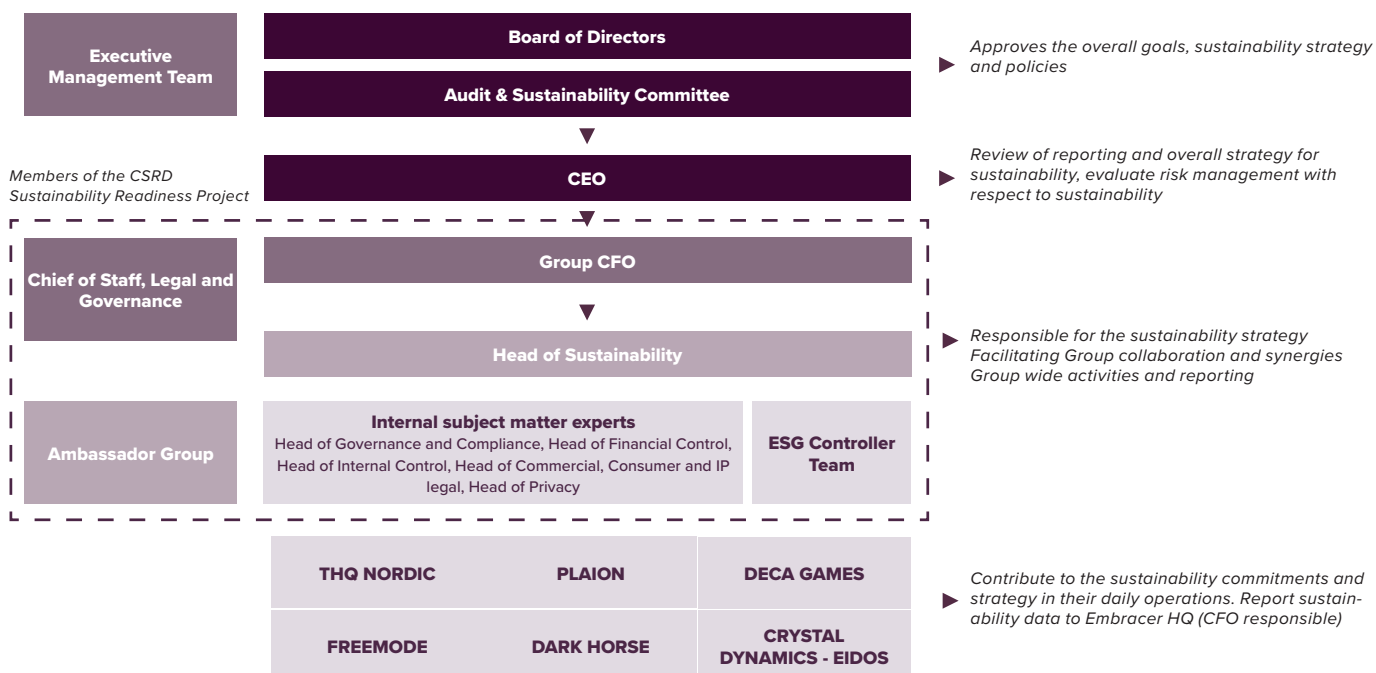 Executive
Management Team
Board of Directors
Audit & Sustainability Committee
Approves the overall goals, sustainability strategy
and policies
CEO
Review of reporting and overall strategy for
sustainability, evaluate risk management with
respect to sustainability
Members of the CSRD
Sustainability Readiness Project
Chief of Staff, Legal and
Governance
Group CFO
Head of Sustainability
Responsible for the sustainability strategy
Facilitating Group collaboration and synergies
Group wide activities and reporting
Ambassador Group
Internal subject matter experts
Head of Governance and Compliance, Head of Financial Control,
Head of Internal Control, Head of Commercial, Consumer and IP
legal, Head of Privacy
ESG Controller
Team
THQ NORDIC
PLAION
DECA GAMES
FREEMODE
DARK HORSE
CRYSTAL
DYNAMICS - EIDOS
Contribute to the sustainability commitments and
strategy in their daily operations. Report sustain-
ability data to Embracer HQ (CFO responsible)